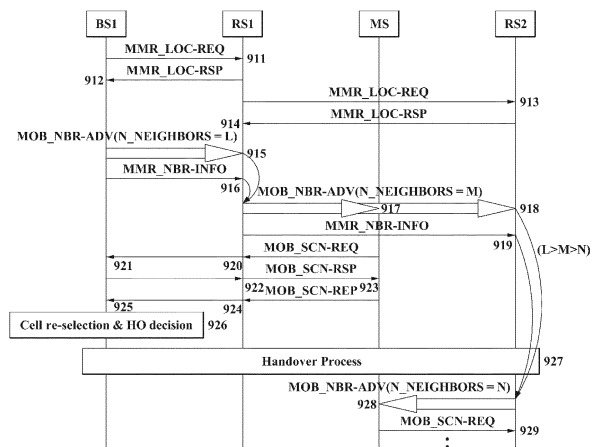 BS1 RS1 MS RS2
MMR_LOC-REQ 911
912 MMR_LOC-RSP
MMR_LOC-REQ 913
914 MMR_LOC-RSP
MOB_NBR-ADV(N_NEIGHBORS = L) 915
MMR_NBR-INFO 916
MOB_NBR-ADV(N_NEIGHBORS = M) 917 918
MMR_NBR-INFO 919
(L>M>N)
921 920 MOB_SCN-REQ
922 MOB_SCN-RSP 923
925 924 MOB_SCN-REP
Cell re-selection & HO decision 926
Handover Process 927
MOB_NBR-ADV(N_NEIGHBORS = N)
928
MOB_SCN-REQ 929